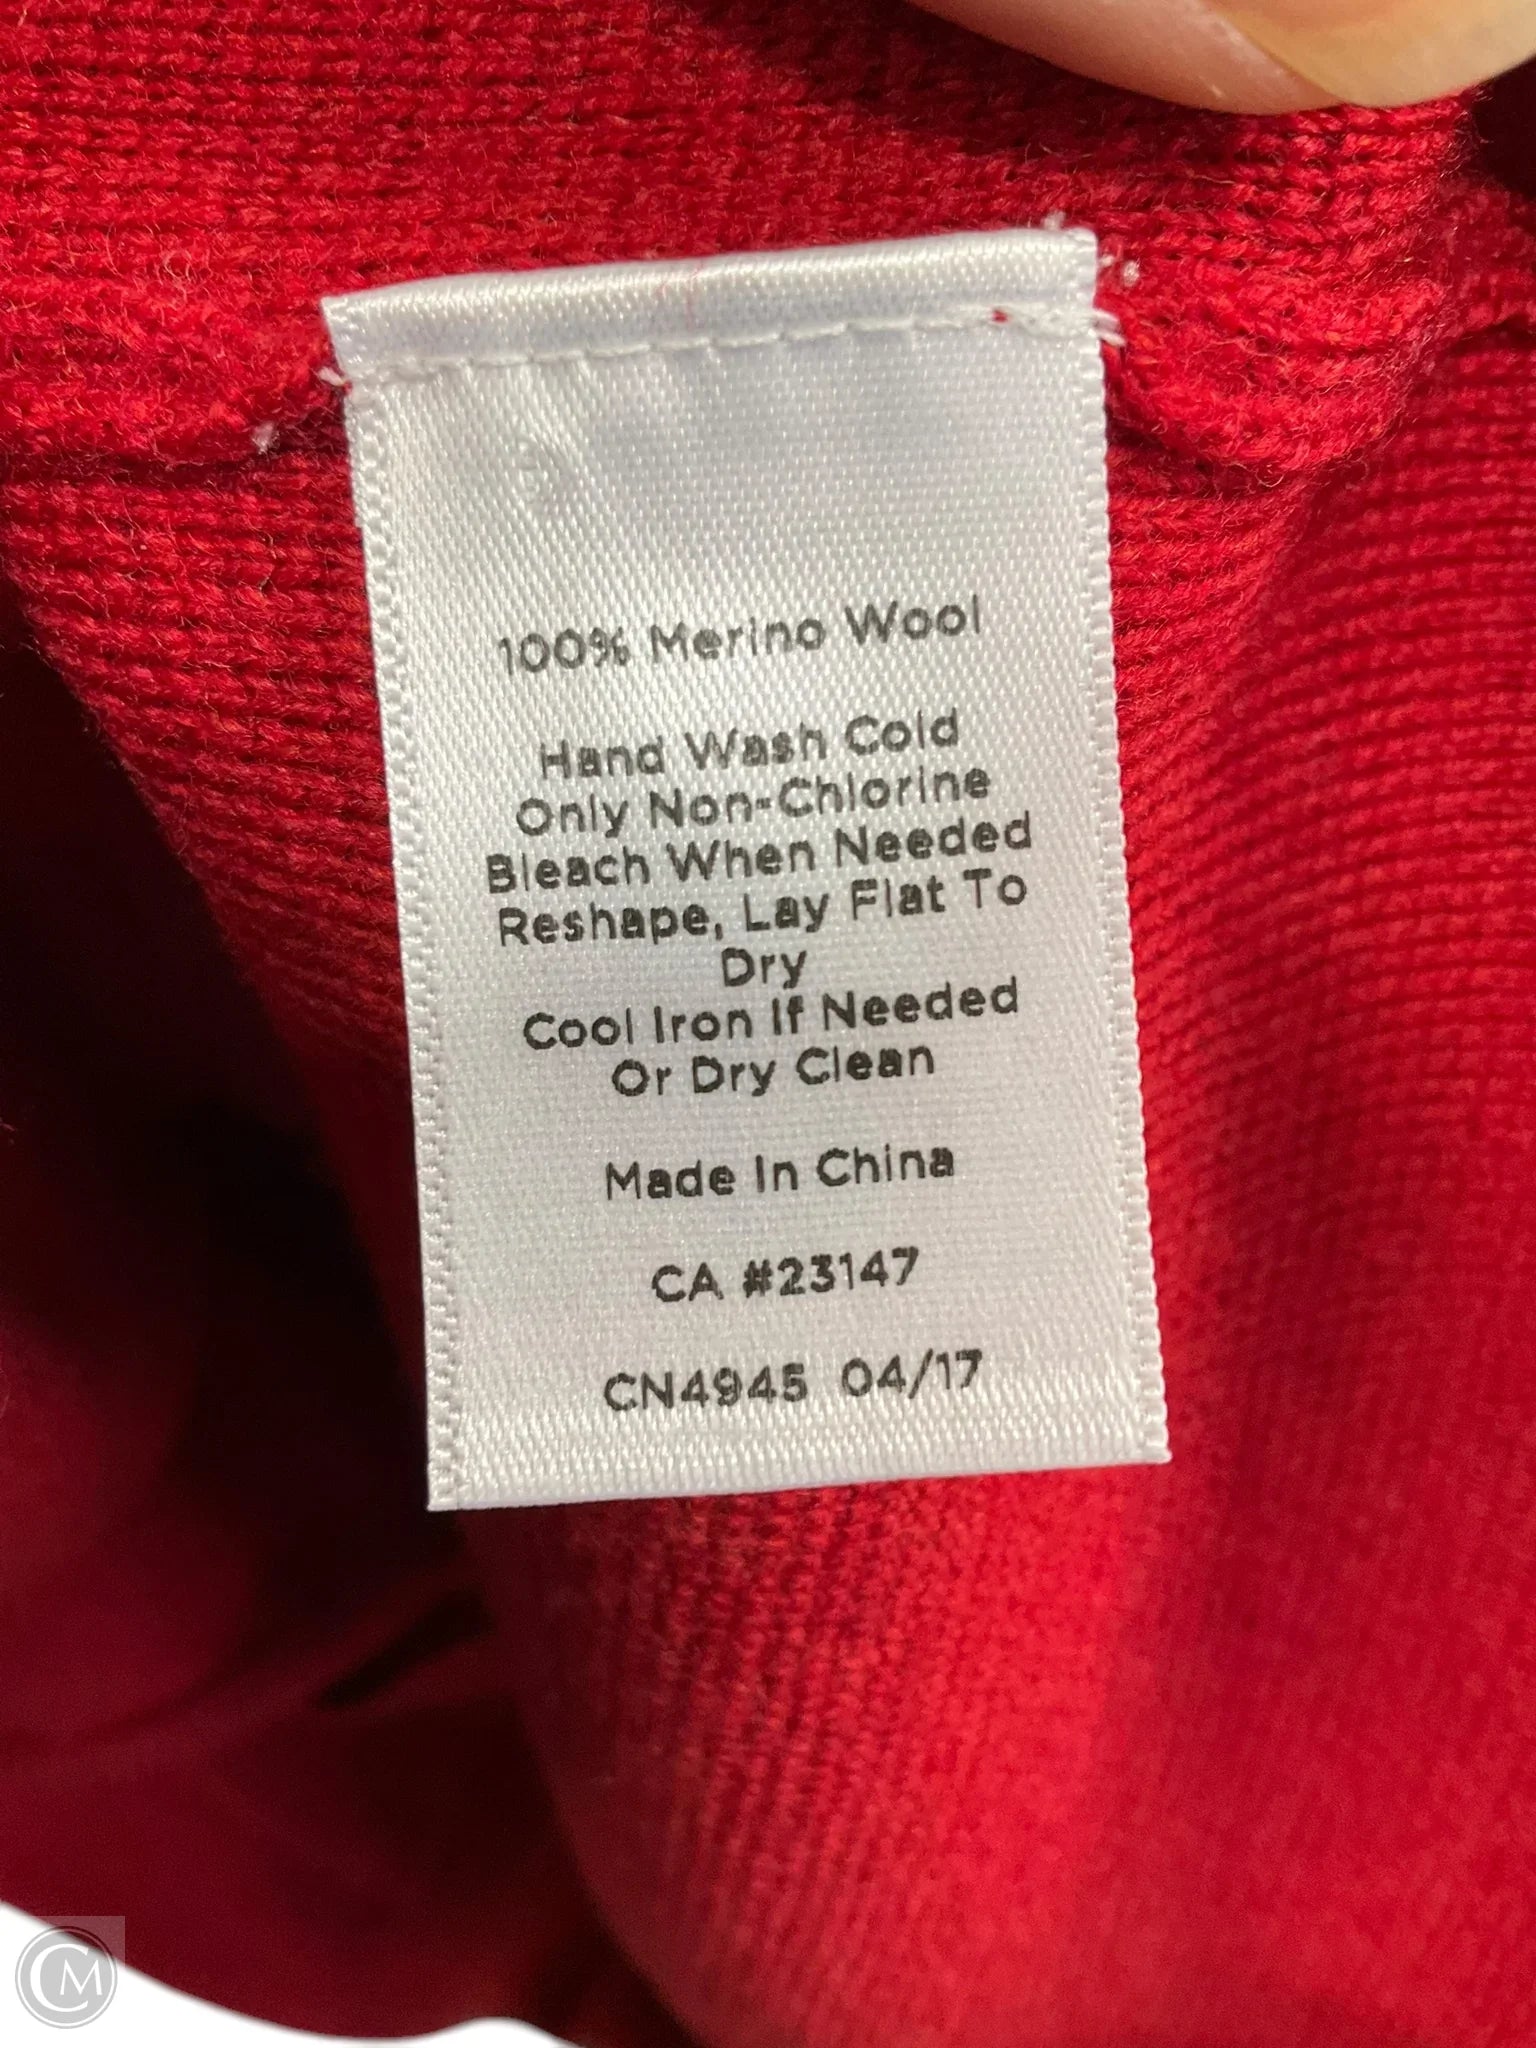 100% Merino Wool
Hand Wash Cold
Only Non-Chlorine
Bleach When Needed
Reshape, Lay Flat To
Dry
Cool Iron If Needed
Or Dry Clean
Made In China
CA #23147
CN4945 04/17
CM